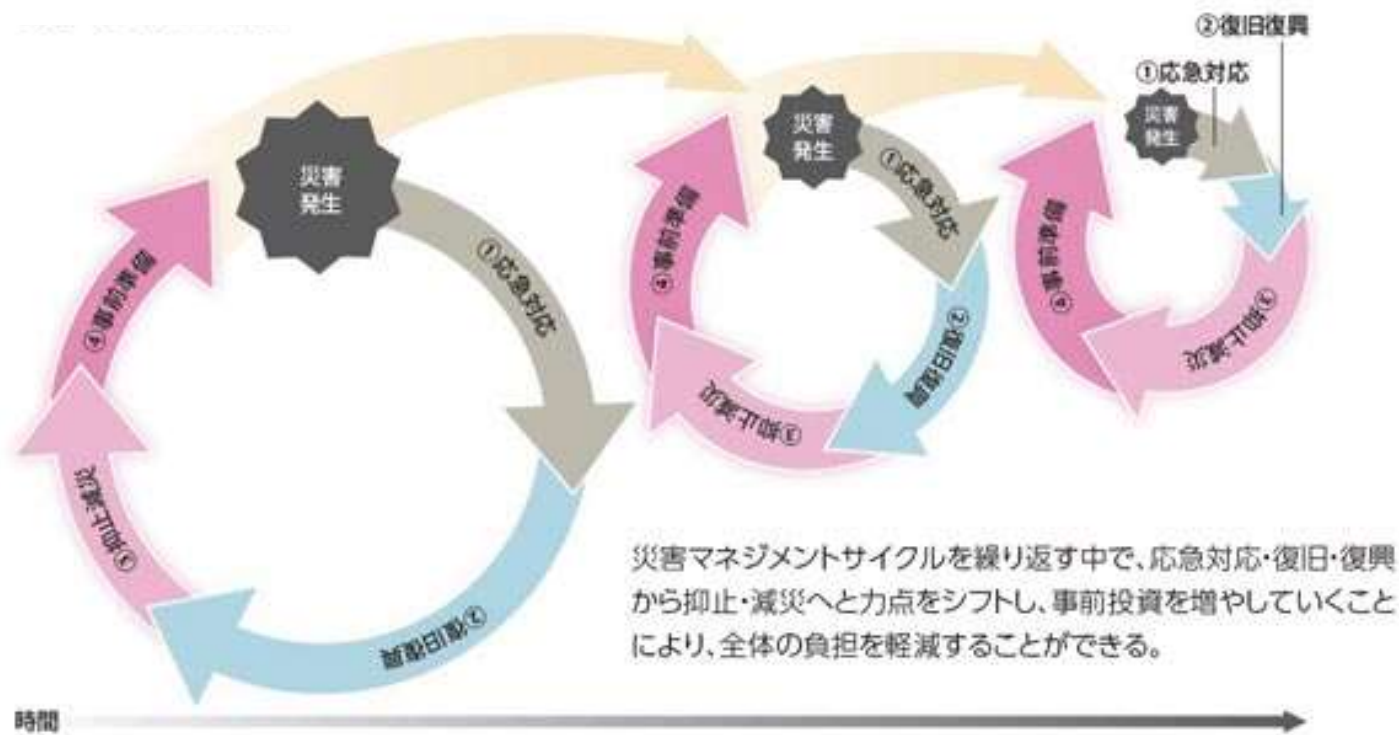 災害
発生
①応急対応
②復旧復興
③抑止減災
④事前準備
災害
発生
①応急対応
②復旧復興
③抑止減災
④事前準備
災害
発生
①応急対応
②復旧復興
③抑止減災
④事前準備
災害マネジメントサイクルを繰り返す中で、応急対応・復旧・復興
から抑止・減災へと力点をシフトし、事前投資を増やしていくこと
により、全体の負担を軽減することができる。
時間